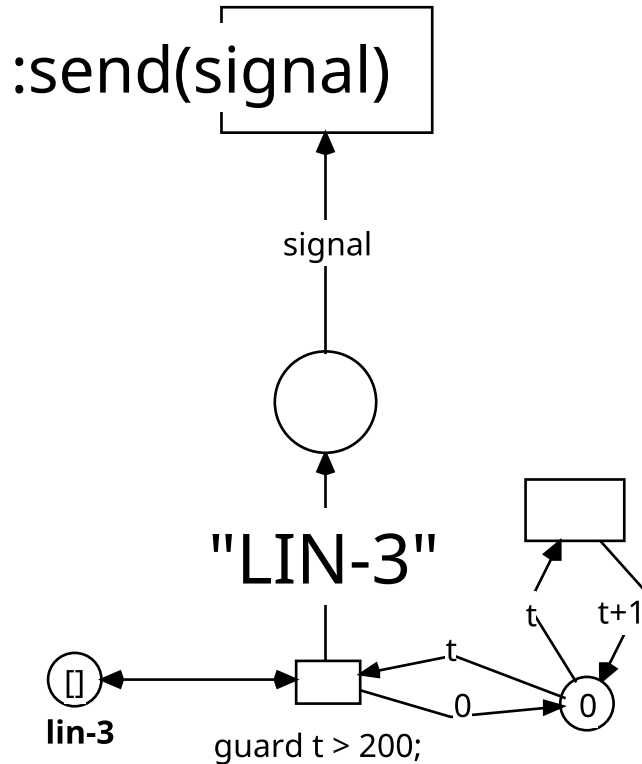 :send(signal)
signal
"LIN-3"
t
t+1
t
[]
0
0
lin-3
guard t > 200;